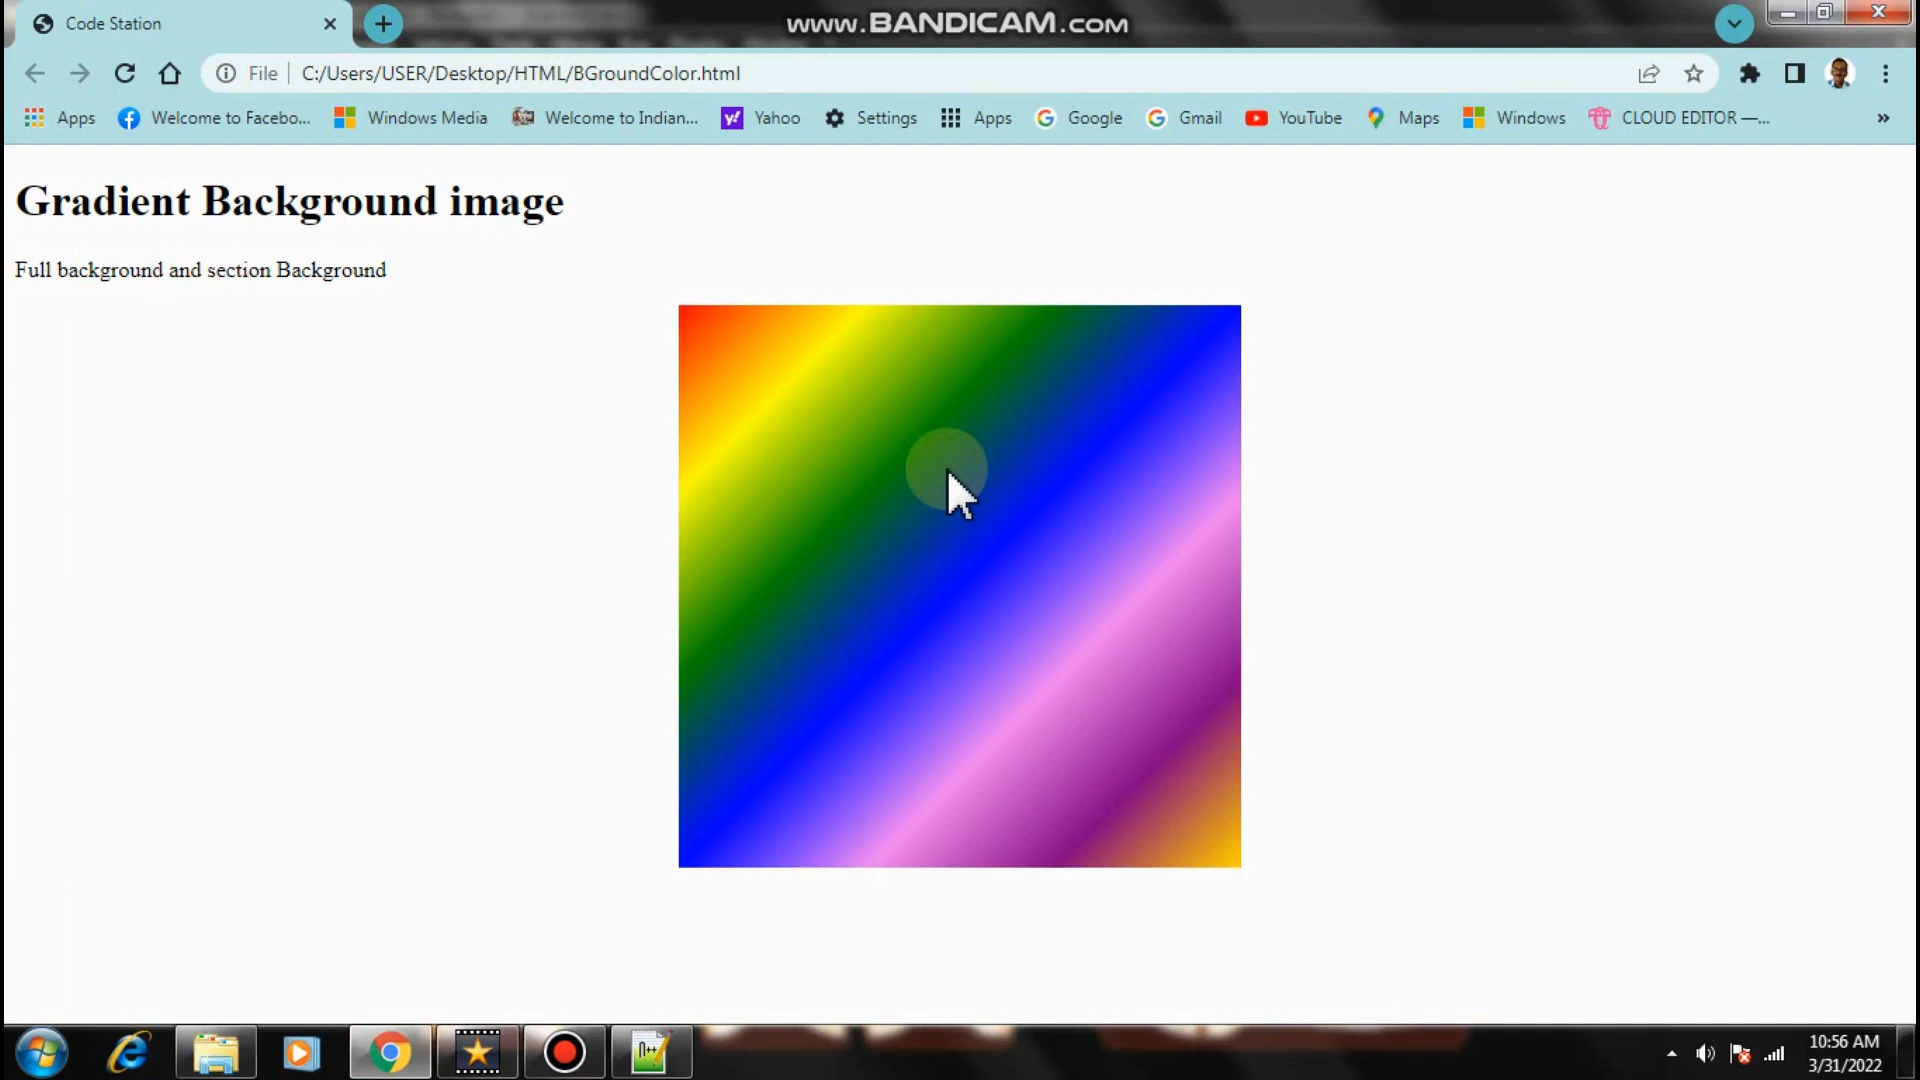 Code Station
www.BANDICAM.com
File
C:/Users/USER/Desktop/HTML/BGroundColor.html
Apps
Welcome to Facebo...
Windows Media
Welcome to Indian...
y!
Yahoo
Settings
Apps
Google
Gmail
YouTube
Maps
Windows
CLOUD EDITOR —...
»
Gradient Background image
Full background and section Background
10:56 AM
3/31/2022